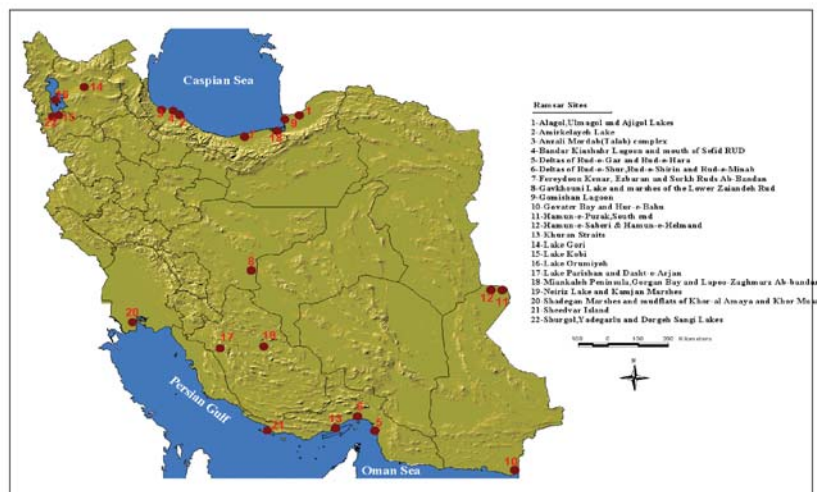 Caspian Sea
Persian Gulf
Oman Sea
14
16
15
22
3
4
2
7
18
9
1
8
12
11
20
17
19
21
13
6
5
10
Ramsar Sites
1-Alagol,Ulmagol and Ajigol Lakes
2-Amirkelayeh Lake
3-Anzali Mordab(Talab) complex
4-Bandar Kiashahr Lagoon and mouth of Sefid RUD
5-Deltas of Rud-e-Gaz and Rud-e-Hara
6-Deltas of Rud-e-Shur,Rud-e-Shirin and Rud-e-Minab
7-Fereydoun Kenar, Ezbaran and Sorkh Ruds Ab-Bandan
8-Gavkhouni Lake and marshes of the Lower Zaiandeh Rud
9-Gomishan Lagoon
10-Govater Bay and Hur-e-Bahu
11-Hamun-e-Puzak,South end
12-Hamun-e-Saberi & Hamun-e-Helmand
13-Khuran Straits
14-Lake Gori
15-Lake Kobi
16-Lake Orumiyeh
17-Lake Parishan and Dasht-e-Arjan
18-Miankaleh Peninsula,Gorgan Bay and Lapoo-Zaghmarz Ab-bandan
19-Neiriz Lake and Kamjan Marshes
20-Shadegan Marshes and mudflats of Khor-al Amaya and Khor Mus
21-Sheedvar Island
22-Shurgol,Yadegarlu and Dorgeh Sangi Lakes
Kilometers
N